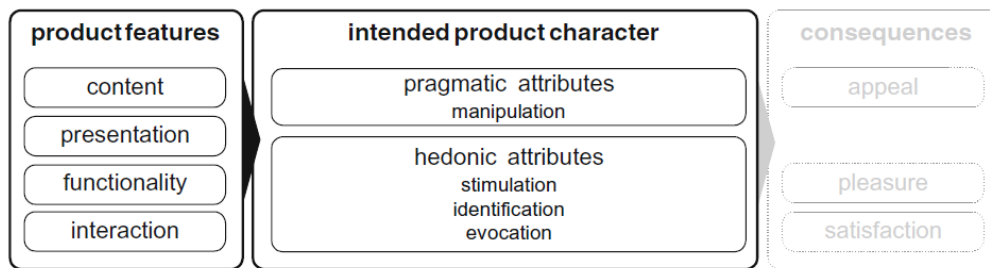 product features
content
presentation
functionality
interaction
intended product character
pragmatic attributes
manipulation
hedonic attributes
stimulation
identification
evocation
consequences
appeal
pleasure
satisfaction